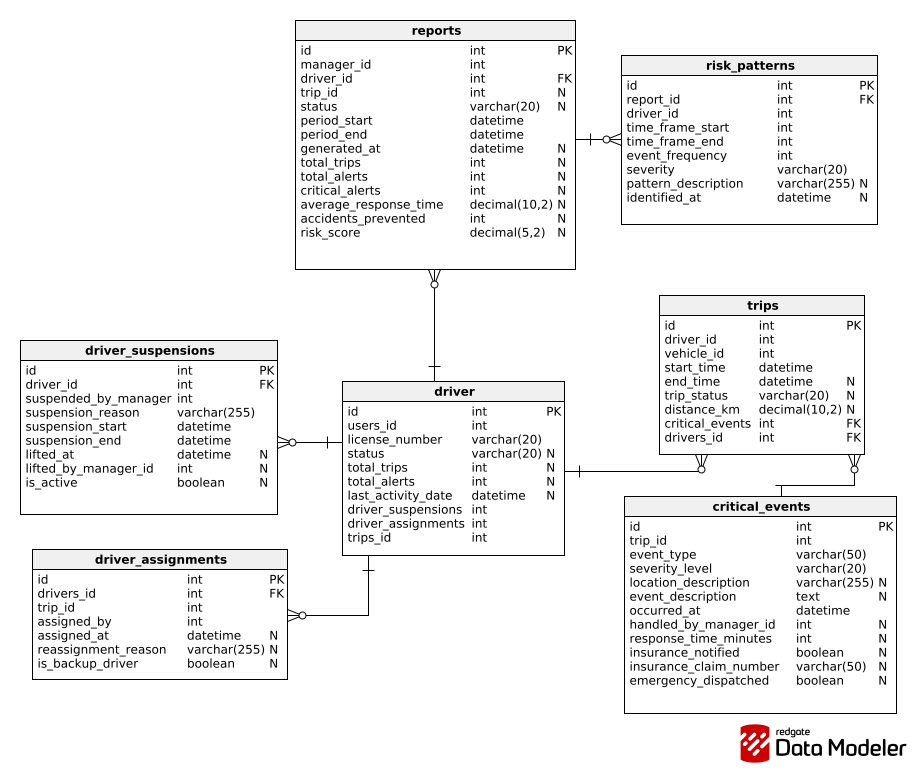 reports
id int PK
manager_id int
driver_id int FK
trip_id int N
status varchar(20) N
period_start datetime
period_end datetime
generated_at datetime N
total_trips int N
total_alerts int N
critical_alerts int N
average_response_time decimal(10,2) N
accidents_prevented int N
risk_score decimal(5,2) N
risk_patterns
id int PK
report_id int FK
driver_id int
time_frame_start int
time_frame_end int
event_frequency int
severity varchar(20)
pattern_description varchar(255) N
identified_at datetime N
trips
id int PK
driver_id int
vehicle_id int
start_time datetime
end_time datetime N
trip_status varchar(20) N
distance_km decimal(10,2) N
critical_events int FK
drivers_id int FK
driver_suspensions
id int PK
driver_id int FK
suspended_by_manager int
suspension_reason varchar(255)
suspension_start datetime
suspension_end datetime
lifted_at datetime N
lifted_by_manager_id int N
is_active boolean N
driver
id int PK
users_id int
license_number varchar(20)
status varchar(20) N
total_trips int N
total_alerts int N
last_activity_date datetime N
driver_suspensions int
driver_assignments int
trips_id int
critical_events
id int PK
trip_id int
event_type varchar(50)
severity_level varchar(20)
location_description varchar(255) N
event_description text N
occurred_at datetime
handled_by_manager_id int N
response_time_minutes int N
insurance_notified boolean N
insurance_claim_number varchar(50) N
emergency_dispatched boolean N
driver_assignments
id int PK
drivers_id int FK
trip_id int
assigned_by int
assigned_at datetime N
reassignment_reason varchar(255) N
is_backup_driver boolean N
redgate
Data Modeler